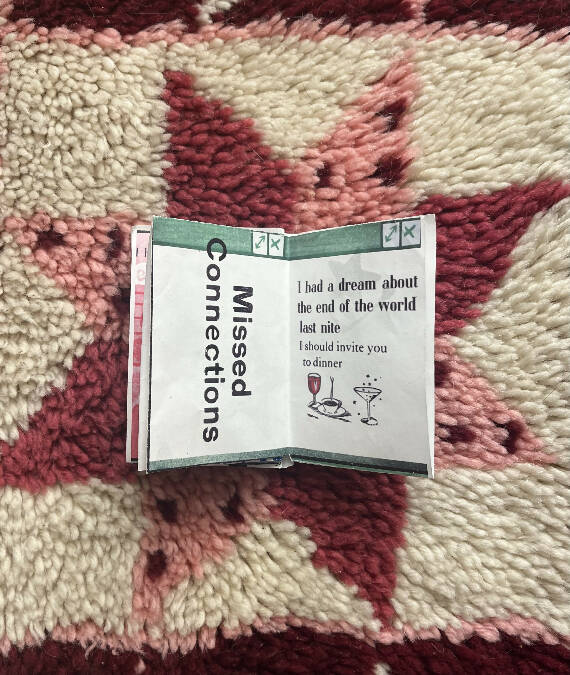 Missed
Connections
I had a dream about
the end of the world
last nite
I should invite you
to dinner